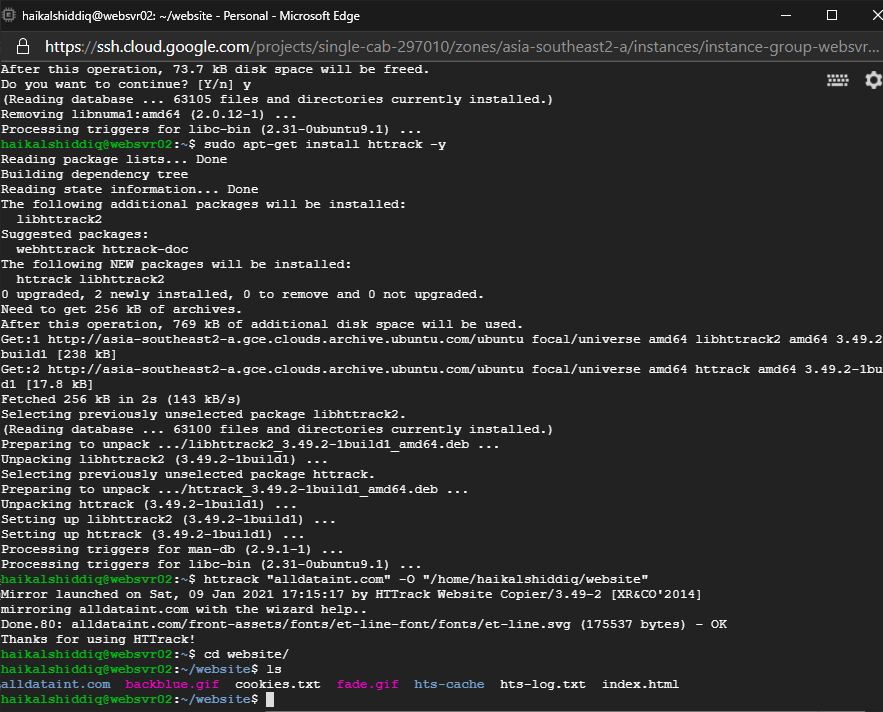 haikalshiddiq@websvr02: ~/website - Personal - Microsoft Edge
https://ssh.cloud.google.com/projects/single-cab-297010/zones/asia-southeast2-a/instances/instance-group-websvr...
After this operation, 73.7 kB disk space will be freed.
Do you want to continue? [Y/n] y
(Reading database ... 63105 files and directories currently installed.)
Removing libnuma1:amd64 (2.0.12-1) ...
Processing triggers for libc-bin (2.31-0ubuntu9.1) ...
haikalshiddiq@websvr02:~$ sudo apt-get install httrack -y
Reading package lists... Done
Building dependency tree
Reading state information... Done
The following additional packages will be installed:
  libhttrack2
Suggested packages:
  webhttrack httrack-doc
The following NEW packages will be installed:
  httrack libhttrack2
0 upgraded, 2 newly installed, 0 to remove and 0 not upgraded.
Need to get 256 kB of archives.
After this operation, 769 kB of additional disk space will be used.
Get:1 http://asia-southeast2-a.gce.clouds.archive.ubuntu.com/ubuntu focal/universe amd64 libhttrack2 amd64 3.49.2
build1 [238 kB]
Get:2 http://asia-southeast2-a.gce.clouds.archive.ubuntu.com/ubuntu focal/universe amd64 httrack amd64 3.49.2-1bu
d1 [17.8 kB]
Fetched 256 kB in 2s (143 kB/s)
Selecting previously unselected package libhttrack2.
(Reading database ... 63100 files and directories currently installed.)
Preparing to unpack .../libhttrack2_3.49.2-1build1_amd64.deb ...
Unpacking libhttrack2 (3.49.2-1build1) ...
Selecting previously unselected package httrack.
Preparing to unpack .../httrack_3.49.2-1build1_amd64.deb ...
Unpacking httrack (3.49.2-1build1) ...
Setting up libhttrack2 (3.49.2-1build1) ...
Setting up httrack (3.49.2-1build1) ...
Processing triggers for man-db (2.9.1-1) ...
Processing triggers for libc-bin (2.31-0ubuntu9.1) ...
haikalshiddiq@websvr02:~$ httrack "alldataint.com" -O "/home/haikalshiddiq/website"
Mirror launched on Sat, 09 Jan 2021 17:15:17 by HTTrack Website Copier/3.49-2 [XR&CO'2014]
mirroring alldataint.com with the wizard help..
Done.80: alldataint.com/front-assets/fonts/et-line-font/fonts/et-line.svg (175537 bytes) - OK
Thanks for using HTTrack!
haikalshiddiq@websvr02:~$ cd website/
haikalshiddiq@websvr02:~/website$ ls
alldataint.com  backblue.gif  cookies.txt  fade.gif  hts-cache  hts-log.txt  index.html
haikalshiddiq@websvr02:~/website$